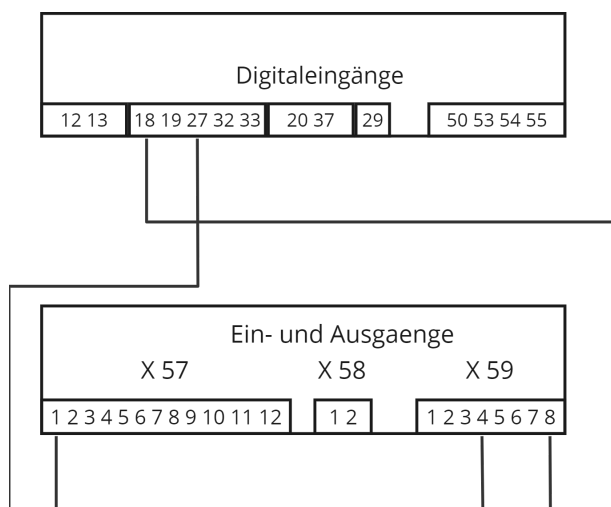 Digitaleingänge
12 13 18 19 27 32 33 20 37 29 50 53 54 55
Ein- und Ausgaenge
X 57 X 58 X 59
1 2 3 4 5 6 7 8 9 10 11 12 1 2 1 2 3 4 5 6 7 8